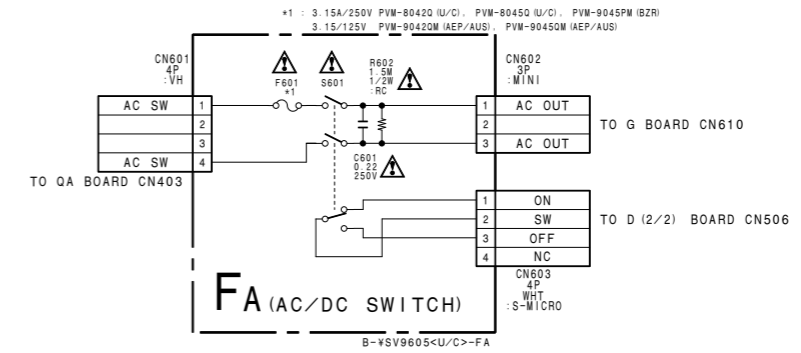 *1 : 3.15A/250V PVM-8042Q (U/C), PVM-8045Q (U/C), PVM-9045PM (BZR)
3.15/125V PVM-9042QM (AEP/AUS), PVM-9045QM (AEP/AUS)
CN601
4P
:VH
F601
*1
S601
R602
1.5M
1/2W
:RC
CN602
3P
:MINI
AC SW 1
2
3
AC SW 4
TO QA BOARD CN403
C601
0.22
250V
1 AC OUT
2
3 AC OUT
TO G BOARD CN610
1 ON
2 SW
3 OFF
4 NC
TO D (2/2) BOARD CN506
CN603
4P
WHT
:S-MICRO
FA (AC/DC SWITCH)
B-¥SV9605<U/C>-FA